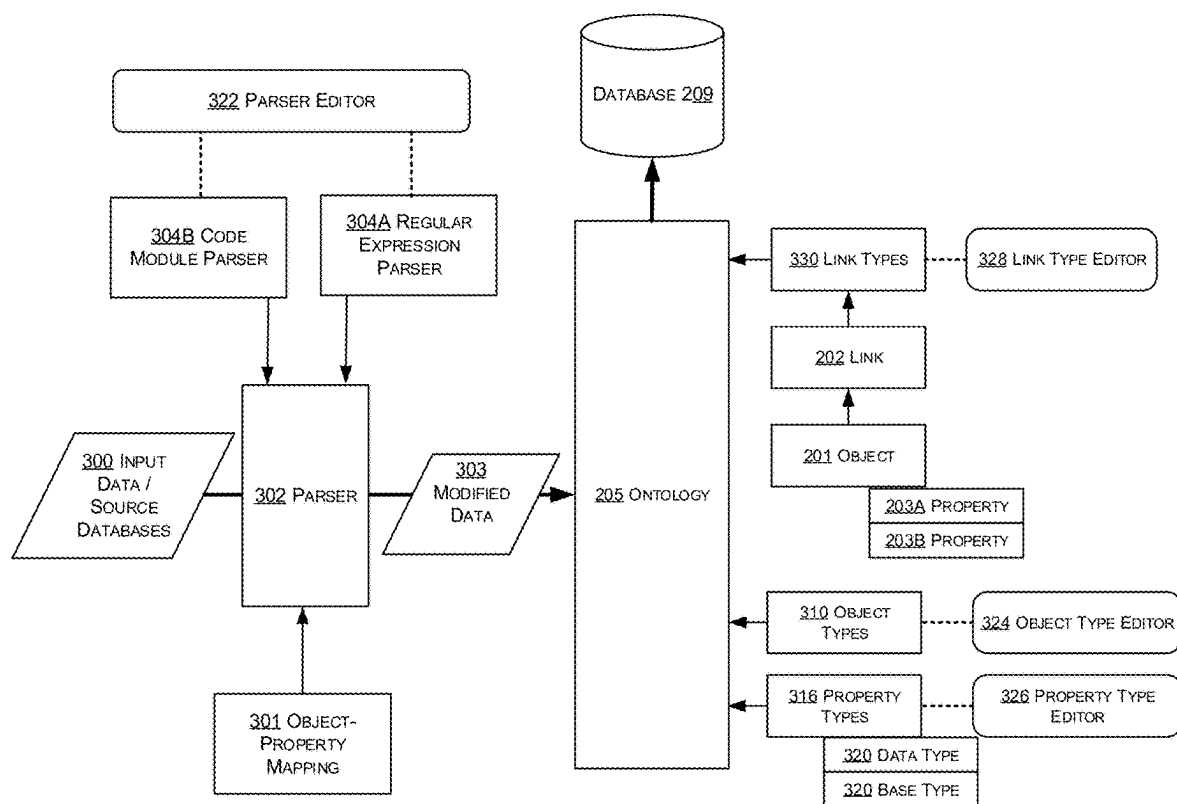 DATABASE 209
322 PARSER EDITOR
304B CODE
MODULE PARSER
304A REGULAR
EXPRESSION
PARSER
330 LINK TYPES
328 LINK TYPE EDITOR
202 LINK
201 OBJECT
203A PROPERTY
203B PROPERTY
300 INPUT
DATA /
SOURCE
DATABASES
302 PARSER
303
MODIFIED
DATA
205 ONTOLOGY
310 OBJECT
TYPES
324 OBJECT TYPE EDITOR
316 PROPERTY
TYPES
326 PROPERTY TYPE
EDITOR
320 DATA TYPE
320 BASE TYPE
301 OBJECT-
PROPERTY
MAPPING